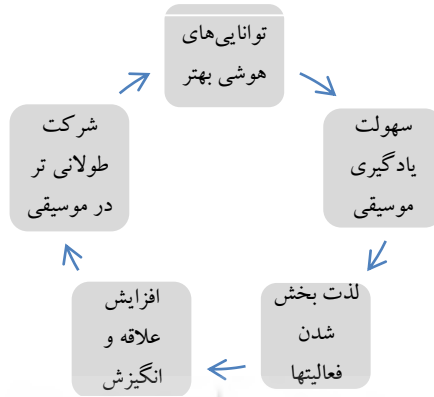 توانایی‌های
هوشی بهتر
سهولت
یادگیری
موسیقی
لذت بخش
شدن
فعالیتها
افزایش
علاقه و
انگیزش
شرکت
طولانی تر
در موسیقی